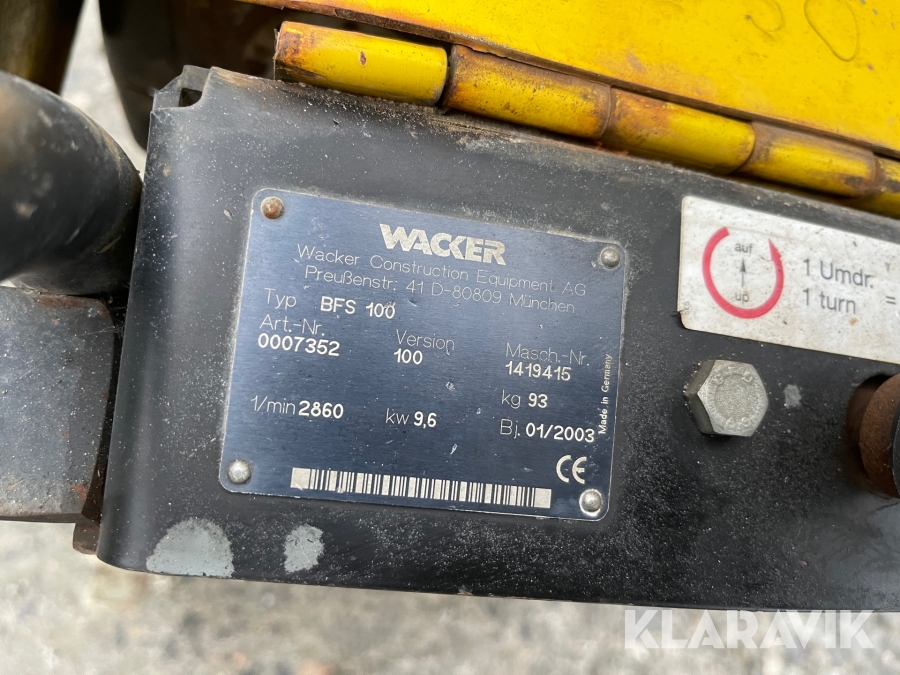 WACKER
Wacker Construction Equipment AG
Preußenstr. 41 D-80809 München
Typ BFS 100
Art.-Nr. Version Masch.-Nr.
0007352 100 1419415
kg 93
1/min 2860 kw 9,6 Bj. 01/2003
Made in Germany
CE
auf
up
1 Umdr. =
1 turn
KLARAVIK